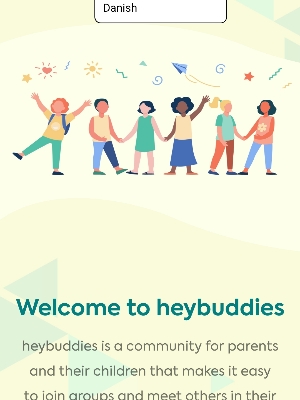 Danish
Welcome to heybuddies
heybuddies is a community for parents
and their children that makes it easy
to join groups and meet others in their